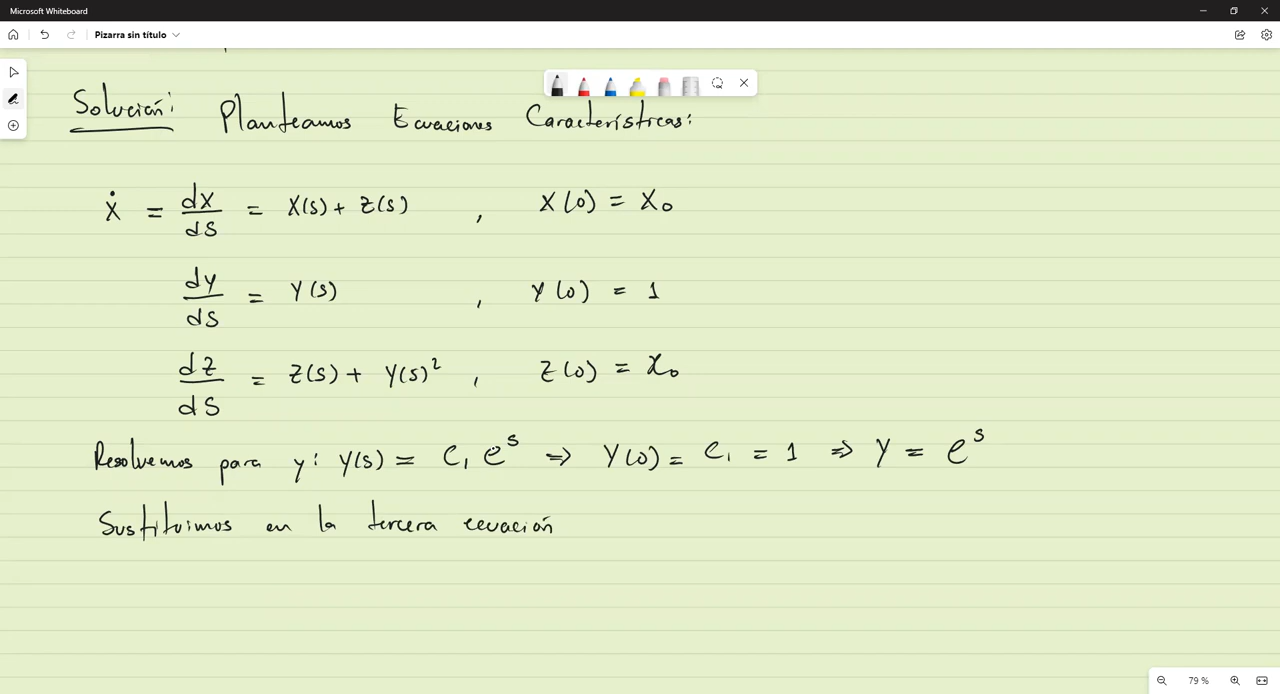 Microsoft Whiteboard
Pizarra sin título
Solución: Planteamos Ecuaciones Características:
Ẋ = dX/dS = X(S) + Z(S) , X(0) = X₀
dy/dS = Y(S) , Y(0) = 1
dZ/dS = Z(S) + Y(S)² , Z(0) = X₀
Resolvemos para y: Y(S) = C₁ e^S ⇒ Y(0) = C₁ = 1 ⇒ Y = e^S
Sustituimos en la tercera ecuación
79 %